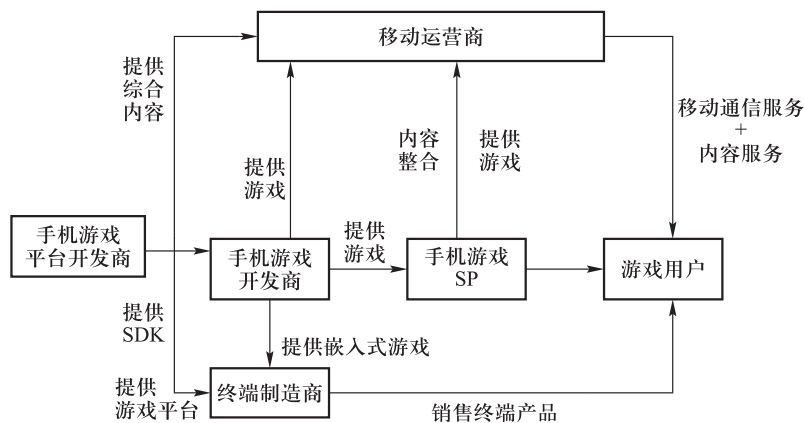 移动运营商
提供
综合
内容
移动通信服务
+
内容服务
内容
整合
提供
游戏
提供
游戏
手机游戏
平台开发商
提供
游戏
手机游戏
开发商
手机游戏
SP
游戏用户
提供
SDK
提供嵌入式游戏
提供
游戏平台
终端制造商
销售终端产品